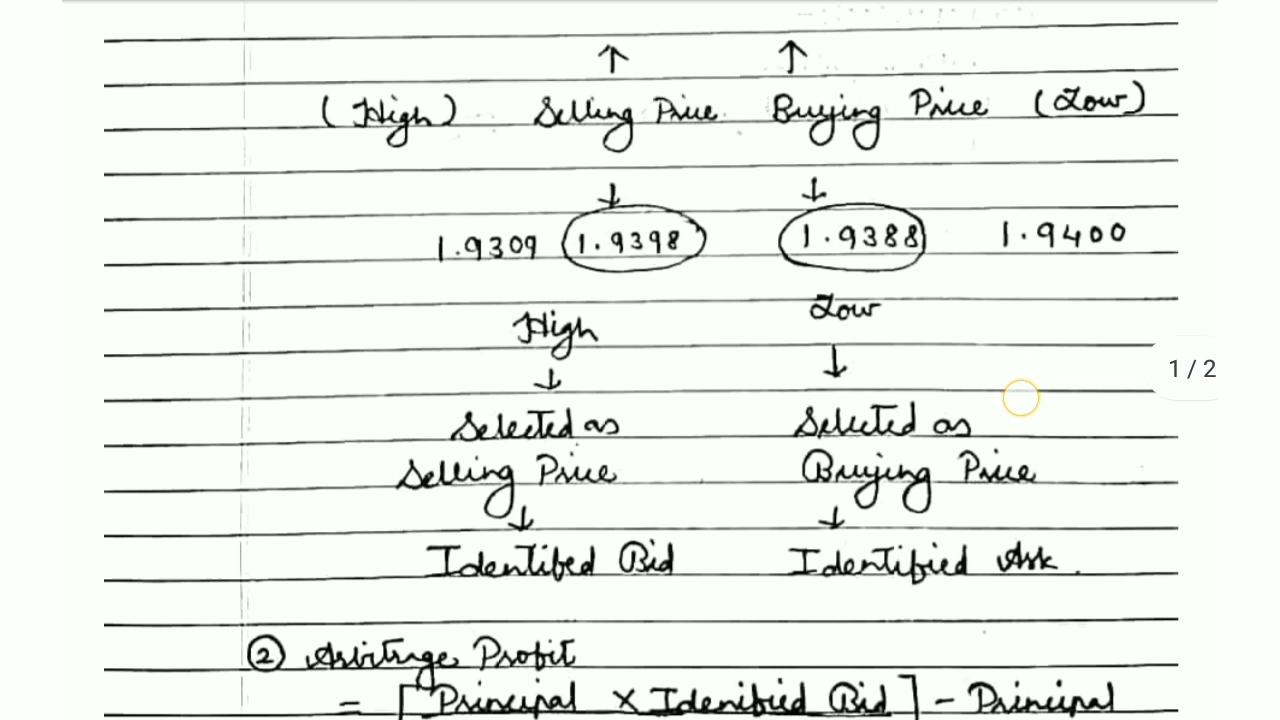 ↑ ↑
(High) Selling Price Buying Price (Low)
↓ ↓
1.9309 1.9398 1.9388 1.9400
High Low
↓ ↓
Selected as Selected as
Selling Price Buying Price
↓ ↓
Identifed Bid Identified Ask.
1 / 2
② Arbitrage Profit
= [Principal × Idenified Bid] - Principal